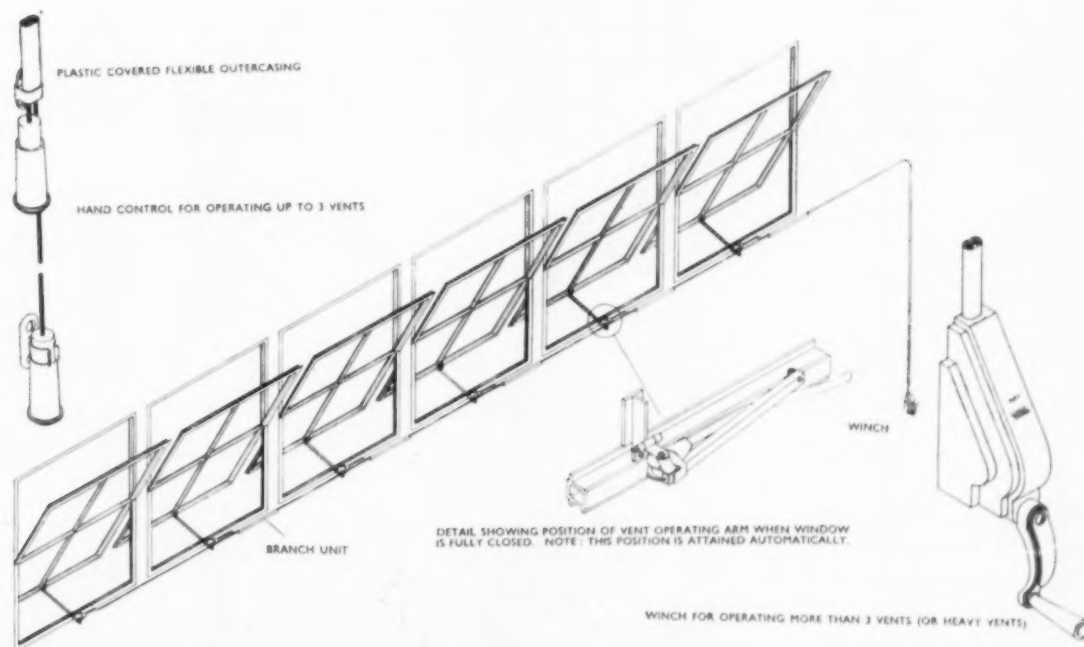 PLASTIC COVERED FLEXIBLE OUTERCASING
HAND CONTROL FOR OPERATING UP TO 3 VENTS
WINCH
BRANCH UNIT
DETAIL SHOWING POSITION OF VENT OPERATING ARM WHEN WINDOW
IS FULLY CLOSED. NOTE : THIS POSITION IS ATTAINED AUTOMATICALLY.
WINCH FOR OPERATING MORE THAN 3 VENTS (OR HEAVY VENTS)